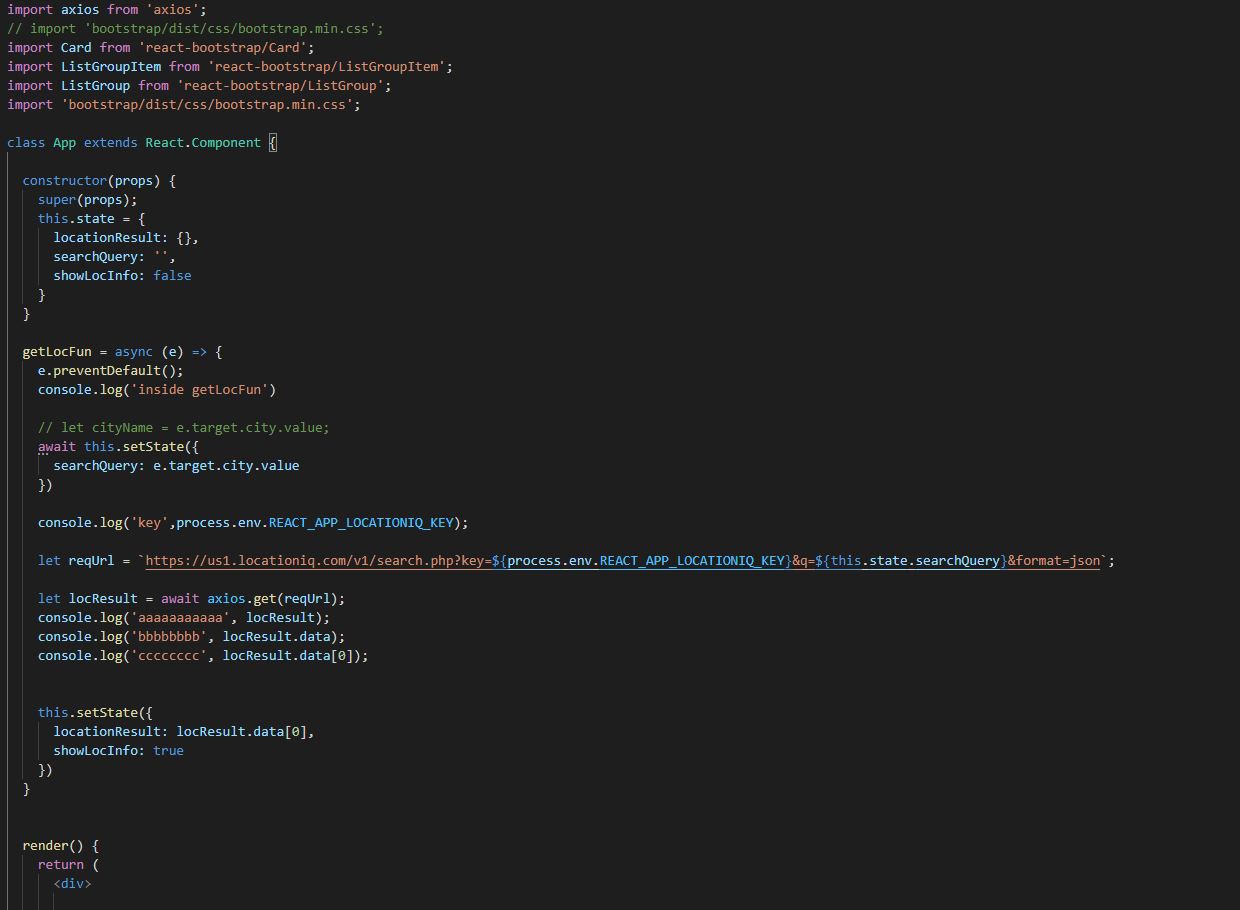 import axios from 'axios';
// import 'bootstrap/dist/css/bootstrap.min.css';
import Card from 'react-bootstrap/Card';
import ListGroupItem from 'react-bootstrap/ListGroupItem';
import ListGroup from 'react-bootstrap/ListGroup';
import 'bootstrap/dist/css/bootstrap.min.css';
class App extends React.Component {
constructor(props) {
super(props);
this.state = {
locationResult: {},
searchQuery: '',
showLocInfo: false
}
}
getLocFun = async (e) => {
e.preventDefault();
console.log('inside getLocFun')
// let cityName = e.target.city.value;
await this.setState({
searchQuery: e.target.city.value
})
console.log('key',process.env.REACT_APP_LOCATIONIQ_KEY);
let reqUrl = `https://us1.locationiq.com/v1/search.php?key=${process.env.REACT_APP_LOCATIONIQ_KEY}&q=${this.state.searchQuery}&format=json`;
let locResult = await axios.get(reqUrl);
console.log('aaaaaaaaaaa', locResult);
console.log('bbbbbbbb', locResult.data);
console.log('cccccccc', locResult.data[0]);
this.setState({
locationResult: locResult.data[0],
showLocInfo: true
})
}
render() {
return (
<div>